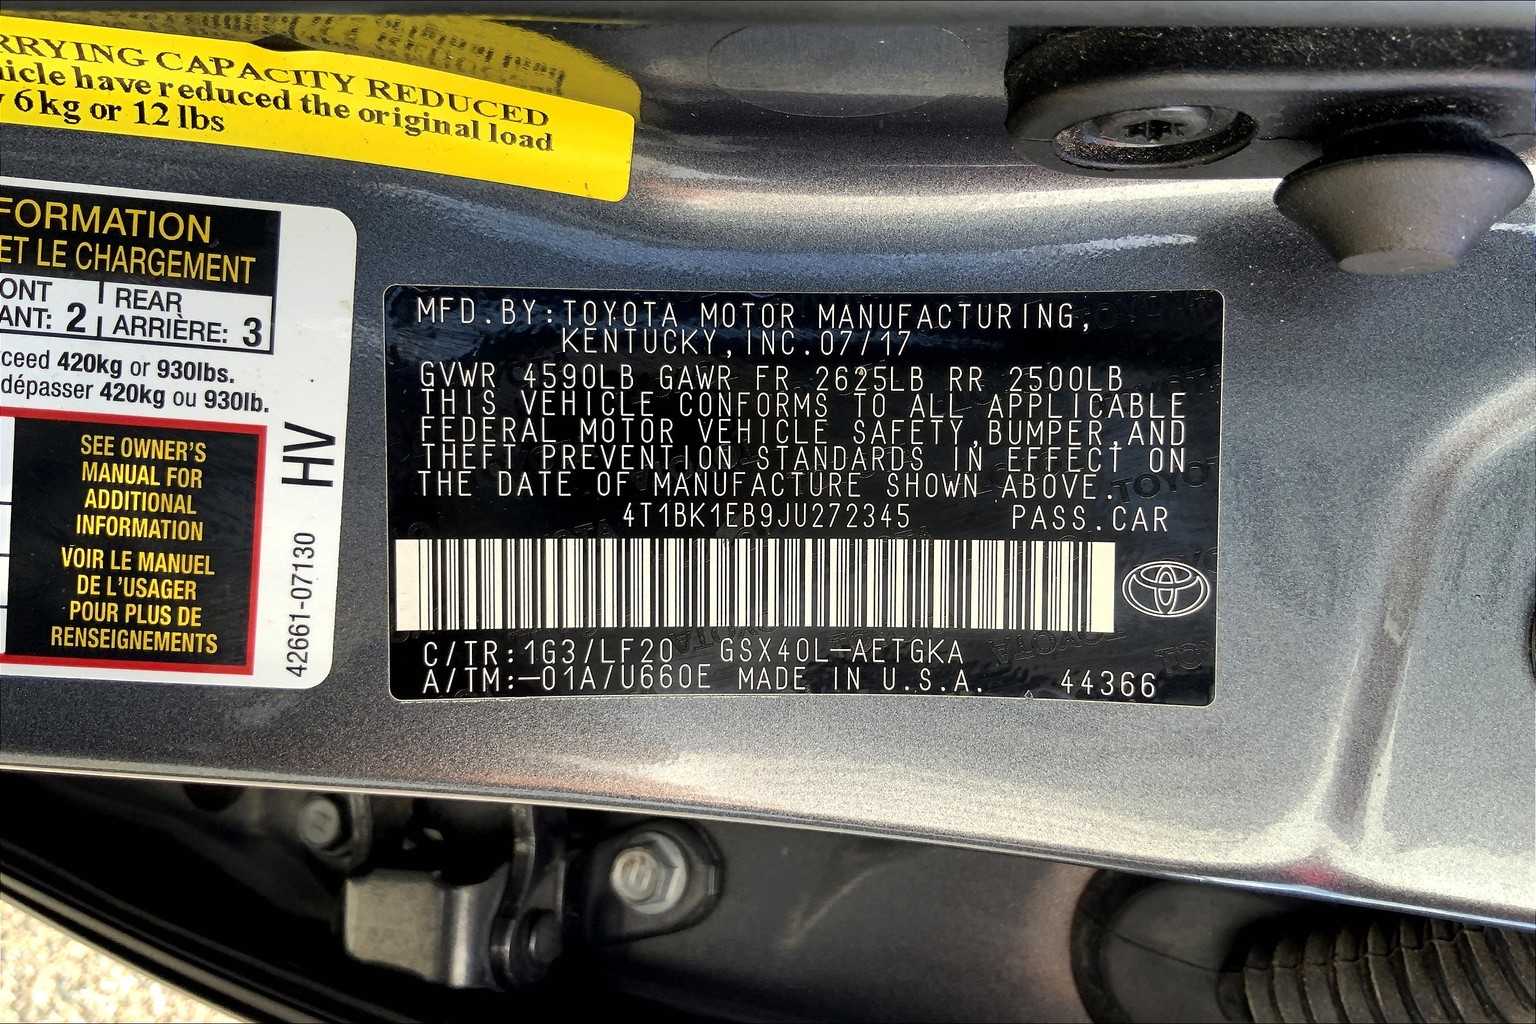 RRYING CAPACITY REDUCED
icle have reduced the original load
6kg or 12 lbs
FORMATION
ET LE CHARGEMENT
ONT 2 REAR
ANT: ARRIÈRE: 3
ceed 420kg or 930lbs.
dépasser 420kg ou 930lb.
SEE OWNER'S
MANUAL FOR
ADDITIONAL
INFORMATION
VOIR LE MANUEL
DE L'USAGER
POUR PLUS DE
RENSEIGNEMENTS
HV
42661-07130
MFD.BY:TOYOTA MOTOR MANUFACTURING,
KENTUCKY,INC.07/17
GVWR 4590LB GAWR FR 2625LB RR 2500LB
THIS VEHICLE CONFORMS TO ALL APPLICABLE
FEDERAL MOTOR VEHICLE SAFETY,BUMPER,AND
THEFT PREVENTION STANDARDS IN EFFECT ON
THE DATE OF MANUFACTURE SHOWN ABOVE.
4T1BK1EB9JU272345 PASS.CAR
C/TR:1G3/LF20 GSX40L-AETGKA
A/TM:-01A/U660E MADE IN U.S.A. 44366